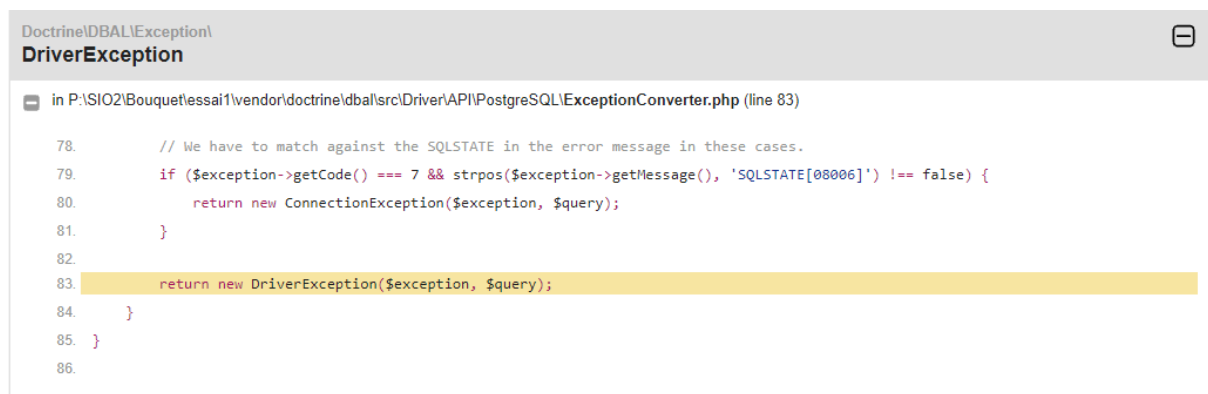 Doctrine\DBAL\Exception\
DriverException
in P:\SIO2\Bouquet\essai1\vendor\doctrine\dbal\src\Driver\API\PostgreSQL\ExceptionConverter.php (line 83)
78. // We have to match against the SQLSTATE in the error message in these cases.
79. if ($exception->getCode() === 7 && strpos($exception->getMessage(), 'SQLSTATE[08006]') !== false) {
80. return new ConnectionException($exception, $query);
81. }
82.
83. return new DriverException($exception, $query);
84. }
85. }
86.